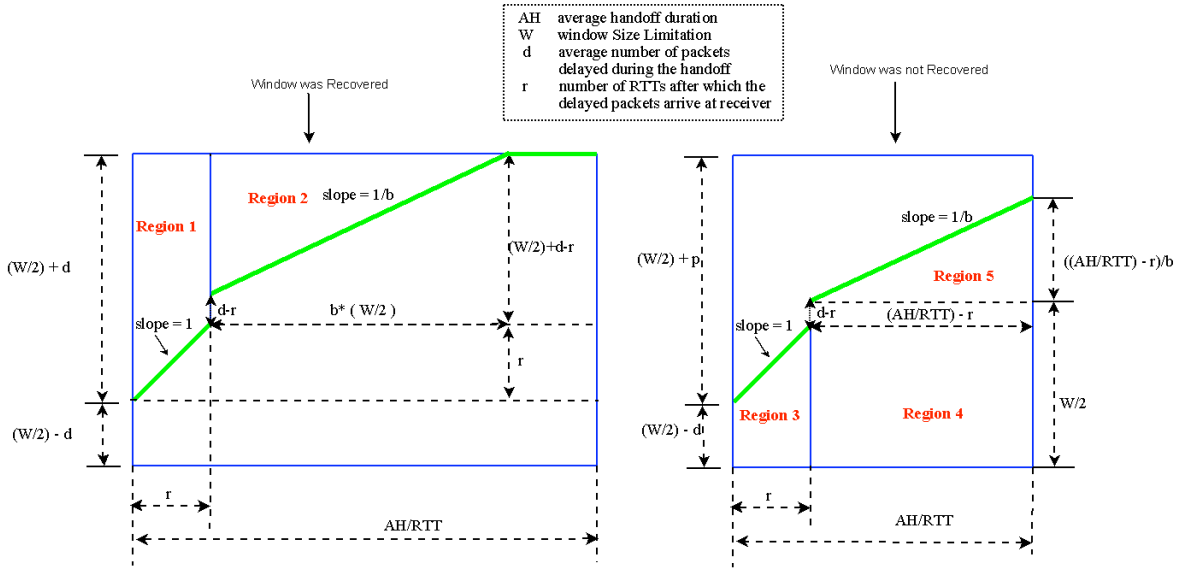 AH average handoff duration
W window Size Limitation
d average number of packets
delayed during the handoff
r number of RTTs after which the
delayed packets arrive at receiver
Window was Recovered
Window was not Recovered
Region 1
Region 2
slope = 1/b
(W/2) + d
(W/2)+d-r
d-r
b* ( W/2 )
slope = 1
r
(W/2) - d
r
AH/RTT
slope = 1/b
(W/2) + p
Region 5
((AH/RTT) - r)/b
d-r
(AH/RTT) - r
slope = 1
W/2
Region 3
Region 4
(W/2) - d
r
AH/RTT